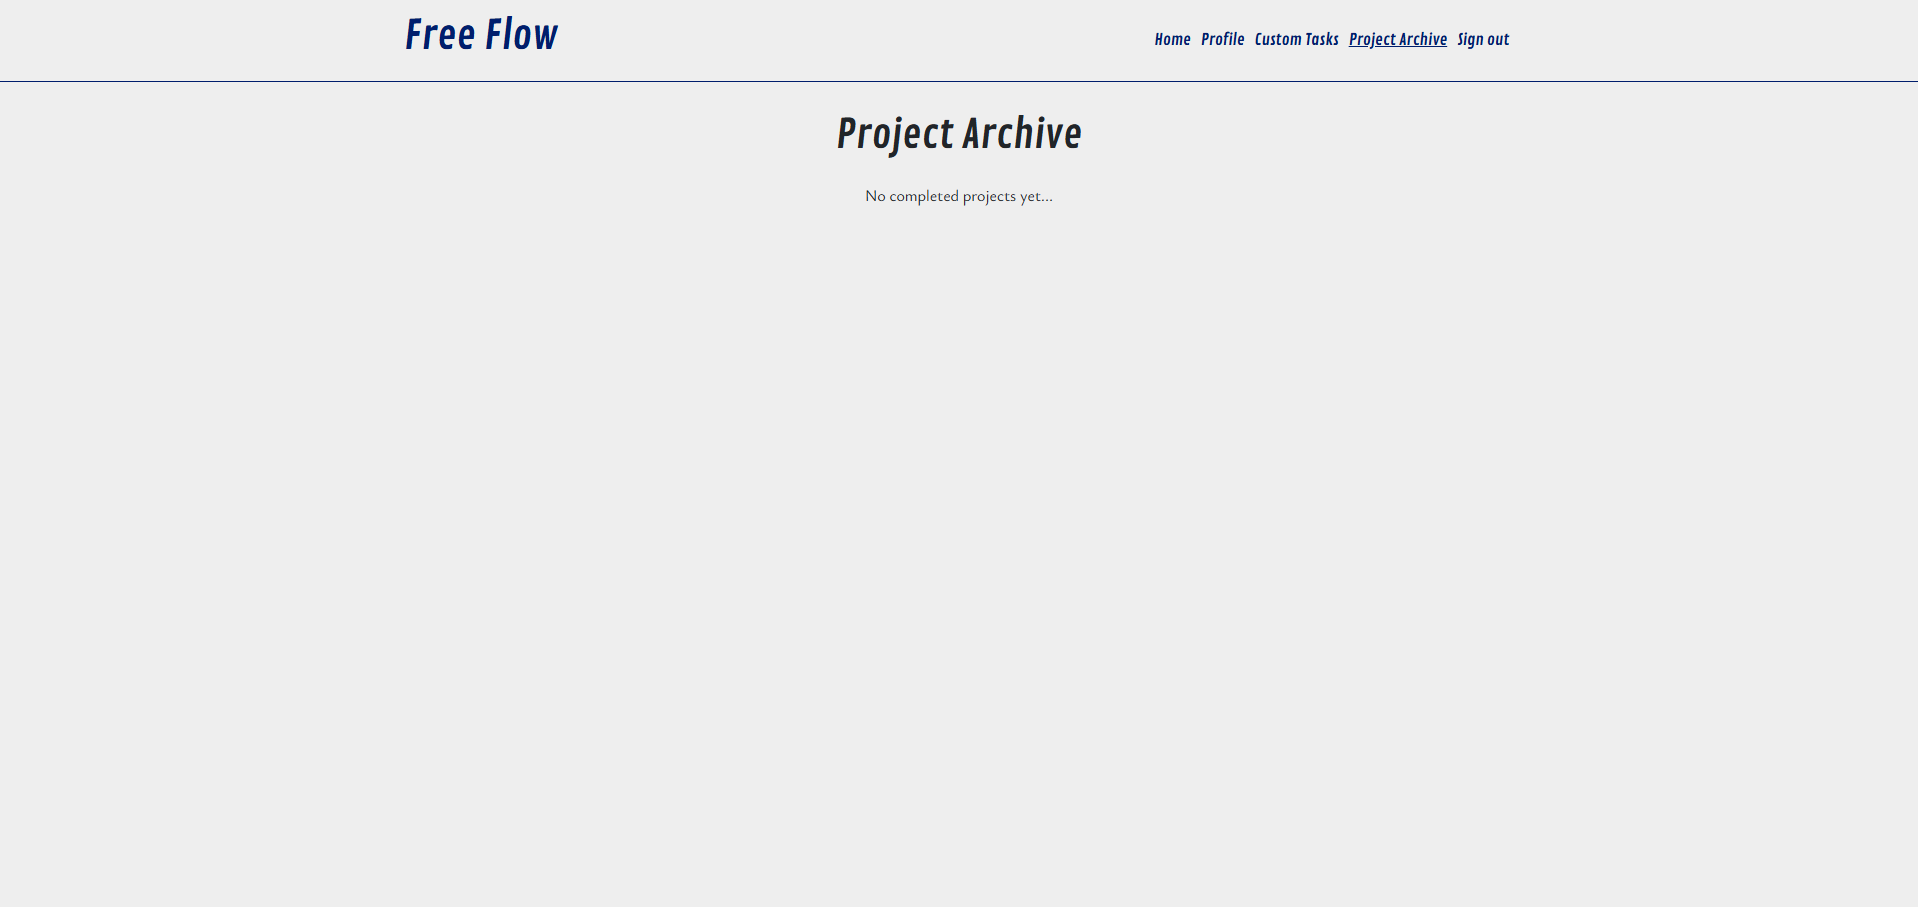 Free Flow
Home Profile Custom Tasks Project Archive Sign out
Project Archive
No completed projects yet...